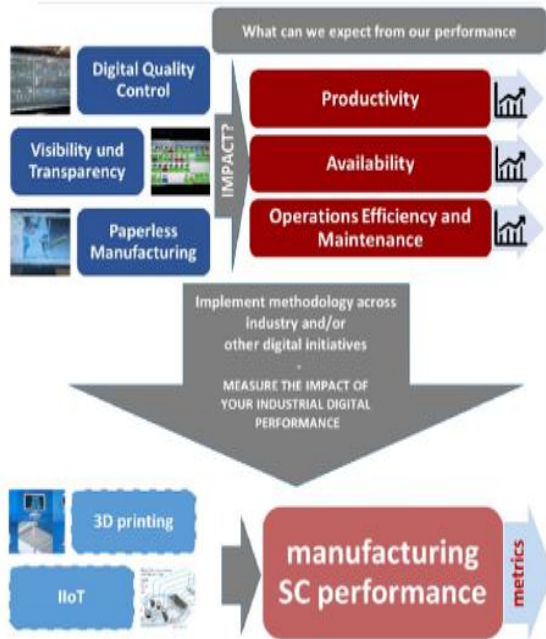 What can we expect from our performance
Digital Quality
Control
Visibility und
Transparency
Paperless
Manufacturing
IMPACT?
Productivity
Availability
Operations Efficiency and
Maintenance
Implement methodology across
industry and/or
other digital initiatives
-
MEASURE THE IMPACT OF
YOUR INDUSTRIAL DIGITAL
PERFORMANCE
3D printing
IIoT
manufacturing
SC performance
metrics